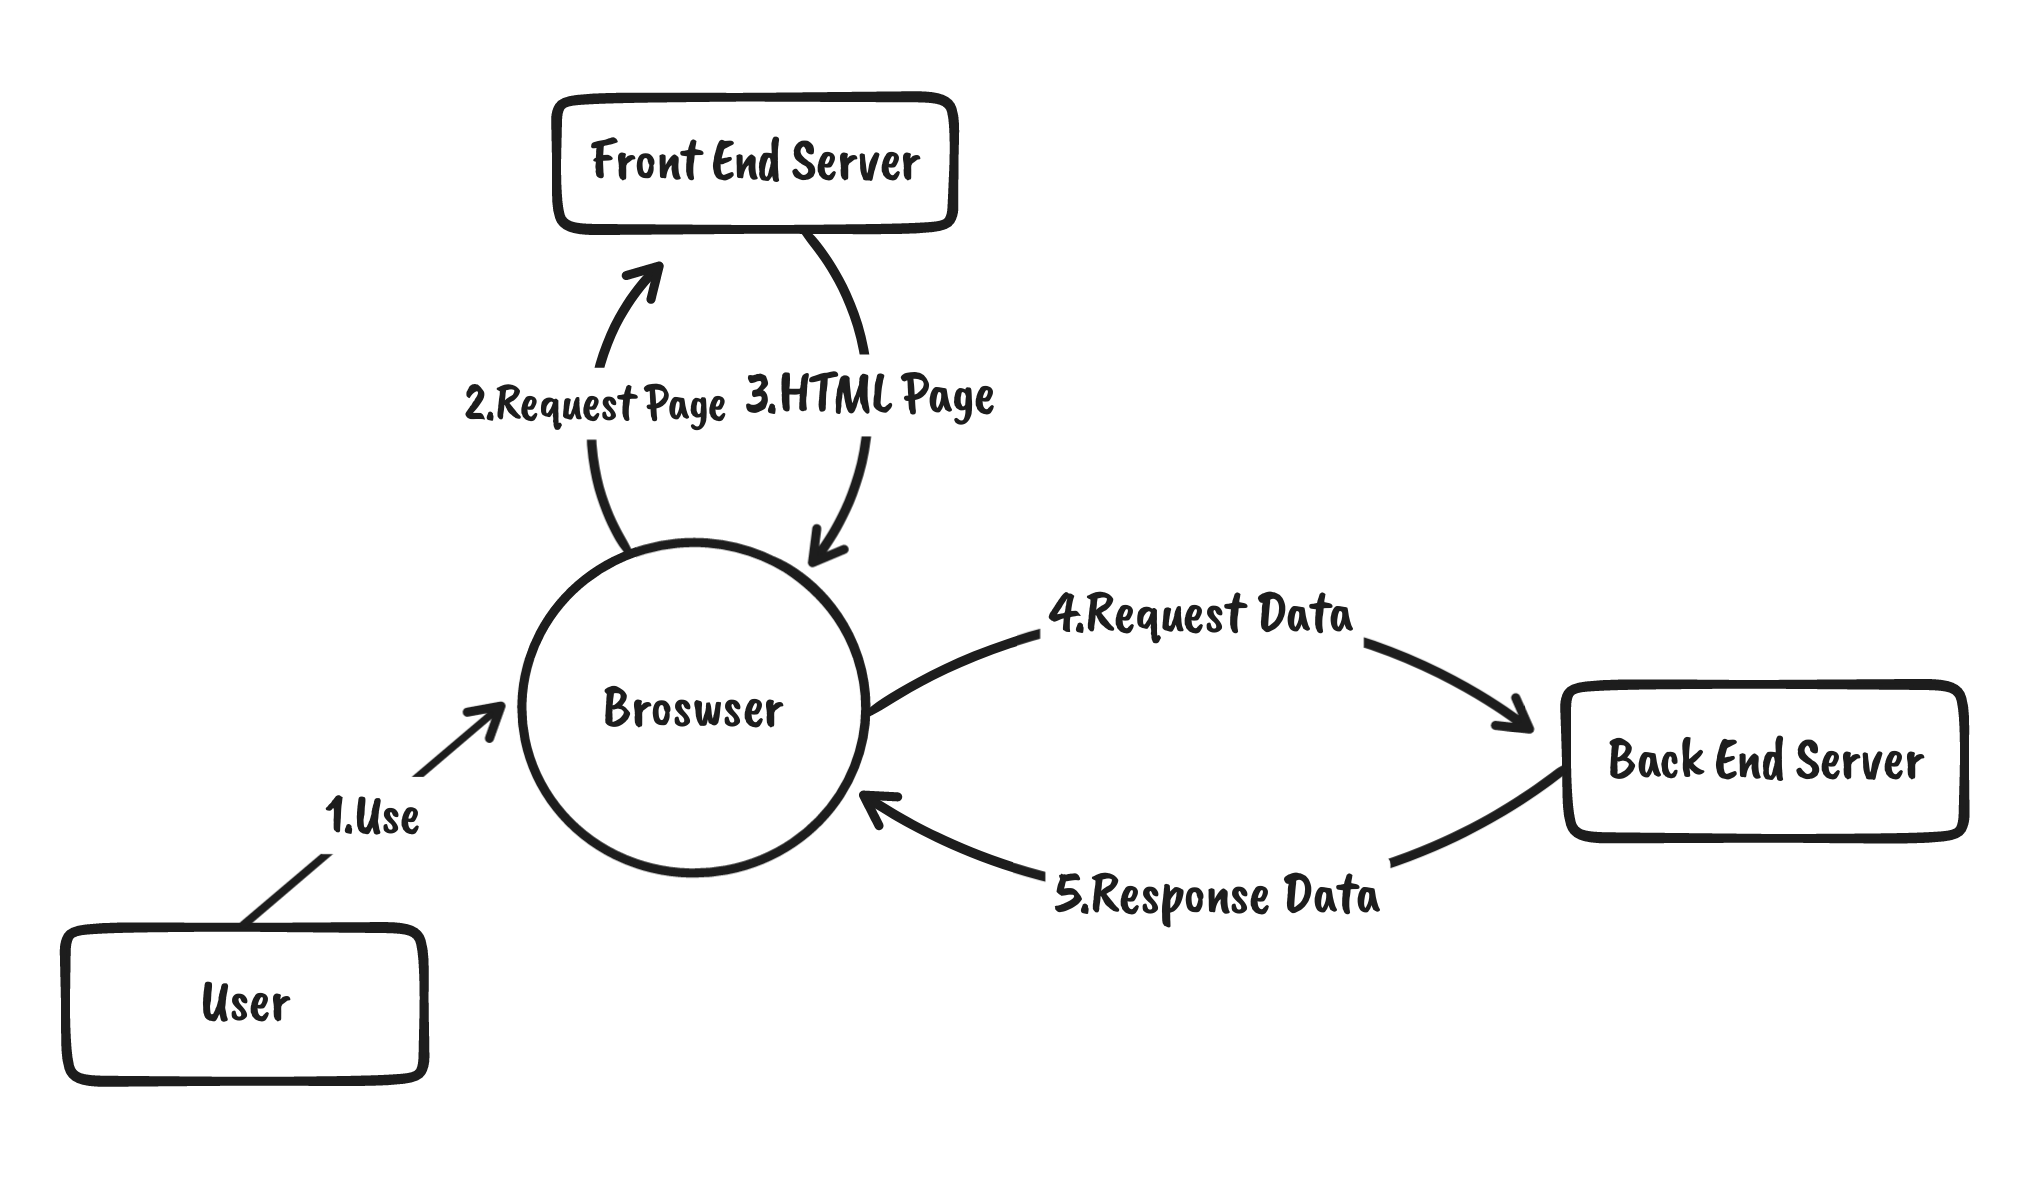 Front End Server
2.Request Page
3.HTML Page
4.Request Data
Broswser
Back End Server
1.Use
5.Response Data
User